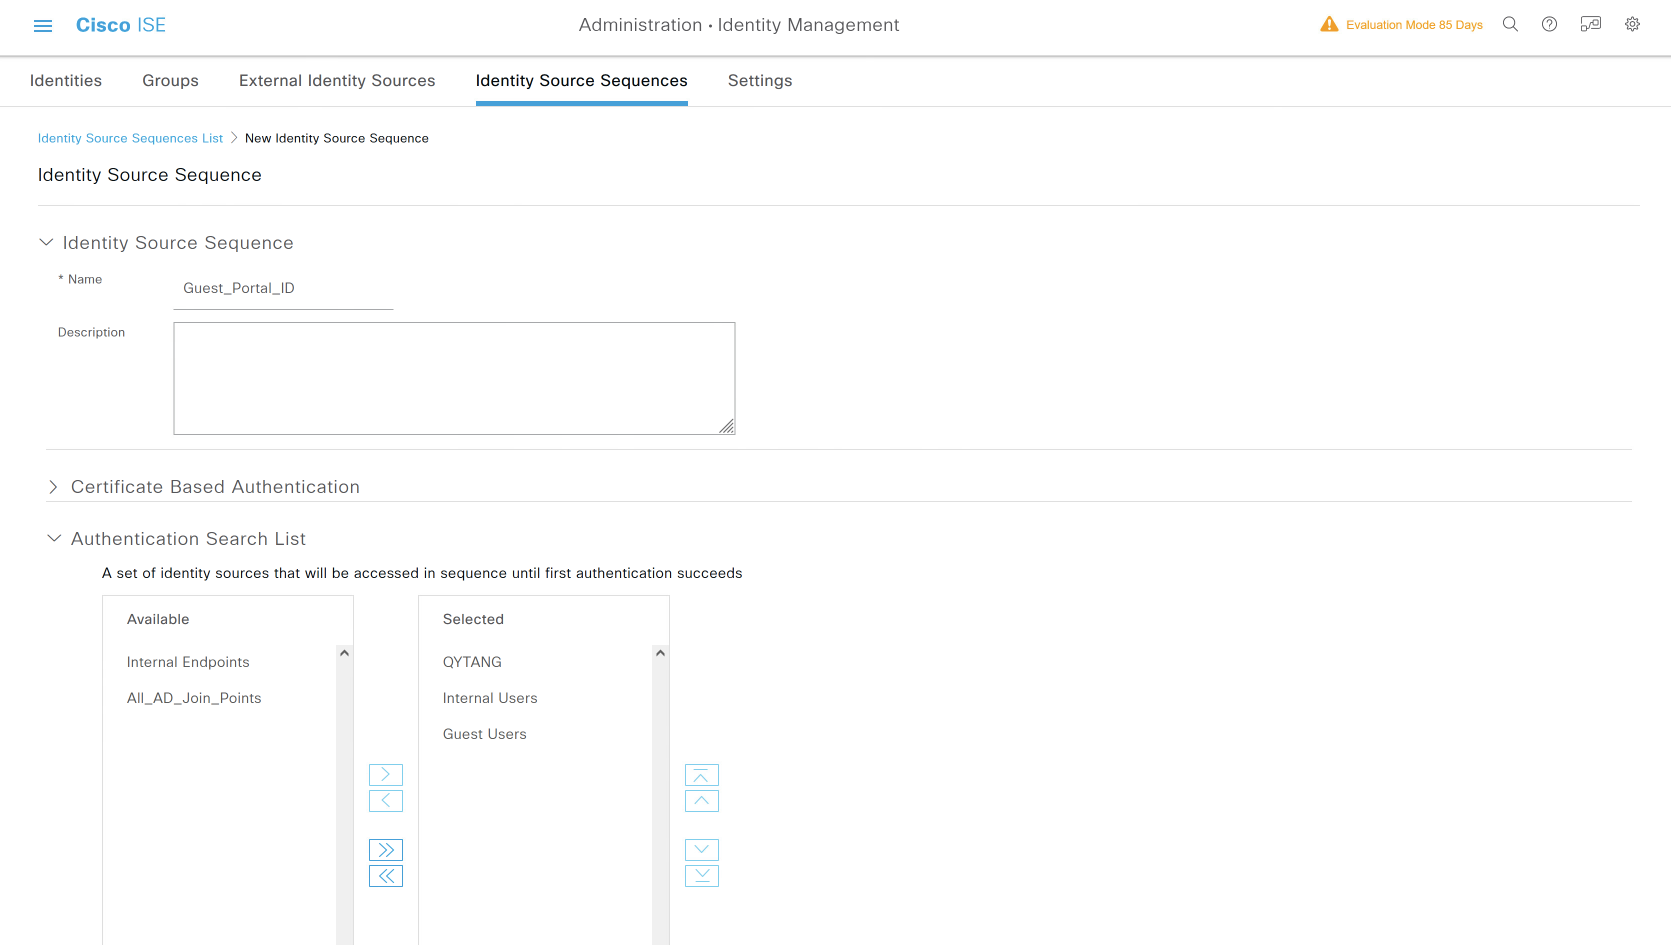 Cisco ISE
Administration • Identity Management
Evaluation Mode 85 Days
Identities
Groups
External Identity Sources
Identity Source Sequences
Settings
Identity Source Sequences List
New Identity Source Sequence
Identity Source Sequence
Identity Source Sequence
* Name
Guest_Portal_ID
Description
Certificate Based Authentication
Authentication Search List
A set of identity sources that will be accessed in sequence until first authentication succeeds
Available
Internal Endpoints
All_AD_Join_Points
Selected
QYTANG
Internal Users
Guest Users